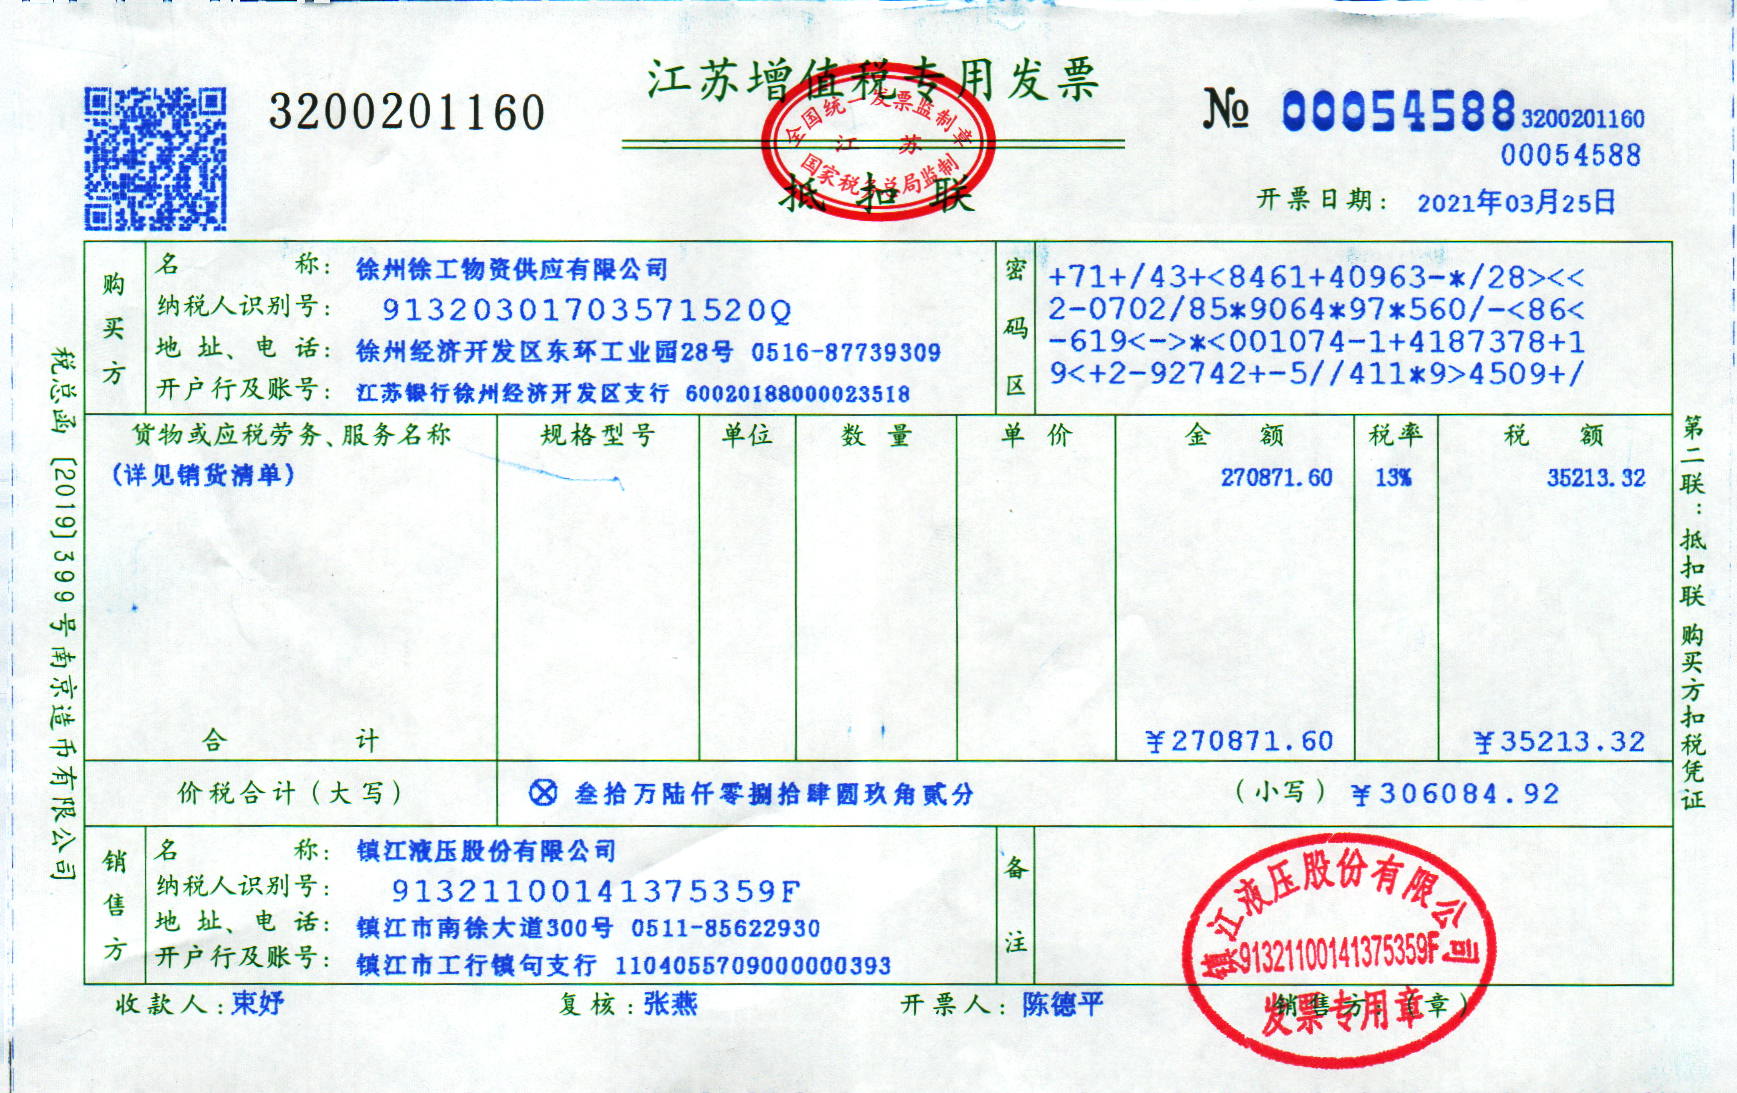 江苏增值税专用发票
3200201160
№ 00054588
3200201160
00054588
全国统一发票监制章
江 苏
国家税务总局监制
抵 扣 联
开票日期: 2021年03月25日
购买方
名 称: 徐州徐工物资供应有限公司
纳税人识别号: 91320301703571520Q
地 址、电 话: 徐州经济开发区东环工业园28号 0516-87739309
开户行及账号: 江苏银行徐州经济开发区支行 60020188000023518
密码区
+71+/43+<8461+40963-*/28><<
2-0702/85*9064*97*560/-<86<
-619<->*<001074-1+4187378+1
9<+2-92742+-5//411*9>4509+/
货物或应税劳务、服务名称 规格型号 单位 数 量 单 价 金 额 税率 税 额
(详见销货清单) 270871.60 13% 35213.32
合 计 ¥270871.60 ¥35213.32
价税合计(大写) ⊗ 叁拾万陆仟零捌拾肆圆玖角贰分 (小写) ¥306084.92
销售方
名 称: 镇江液压股份有限公司
纳税人识别号: 91321100141375359F
地 址、电 话: 镇江市南徐大道300号 0511-85622930
开户行及账号: 镇江市工行镇句支行 1104055709000000393
备注
镇江液压股份有限公司
91321100141375359F
发票专用章
收款人: 束妤 复核: 张燕 开票人: 陈德平 销售方:(章)
税总函〔2019〕399号南京造币有限公司
第二联:抵扣联 购买方扣税凭证